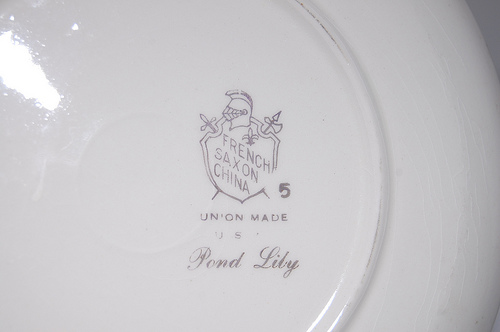 FRENCH
SAXON
CHINA
5
UNION MADE
U S
Pond Lily